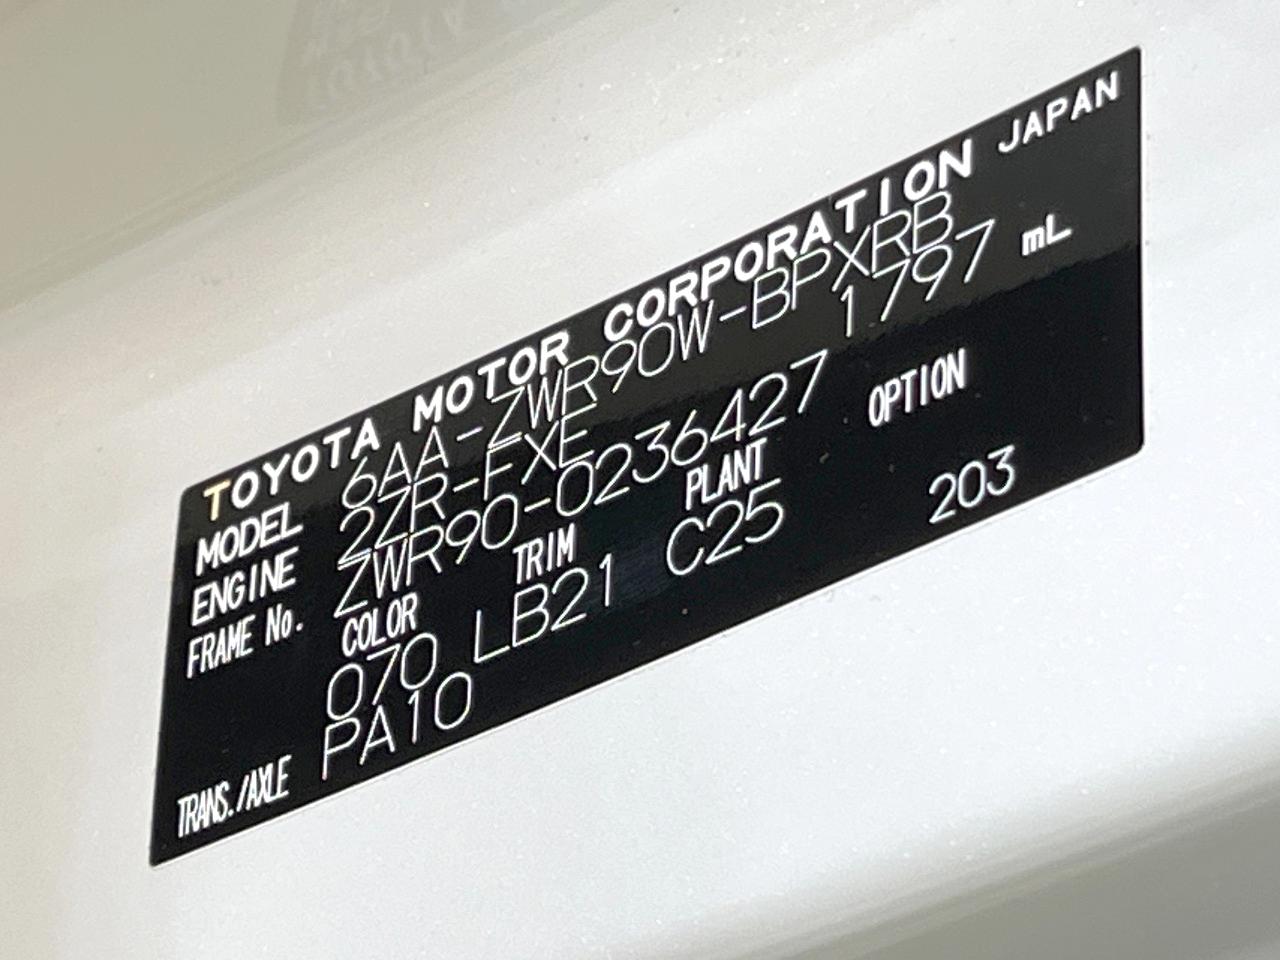 TOYOTA MOTOR CORPORATION JAPAN
MODEL 6AA-ZWR90W-BPXRB
ENGINE 2ZR-FXE 1797 mL
FRAME No. ZWR90-0236427
COLOR TRIM PLANT OPTION
070 LB21 C25 203
TRANS./AXLE PA10